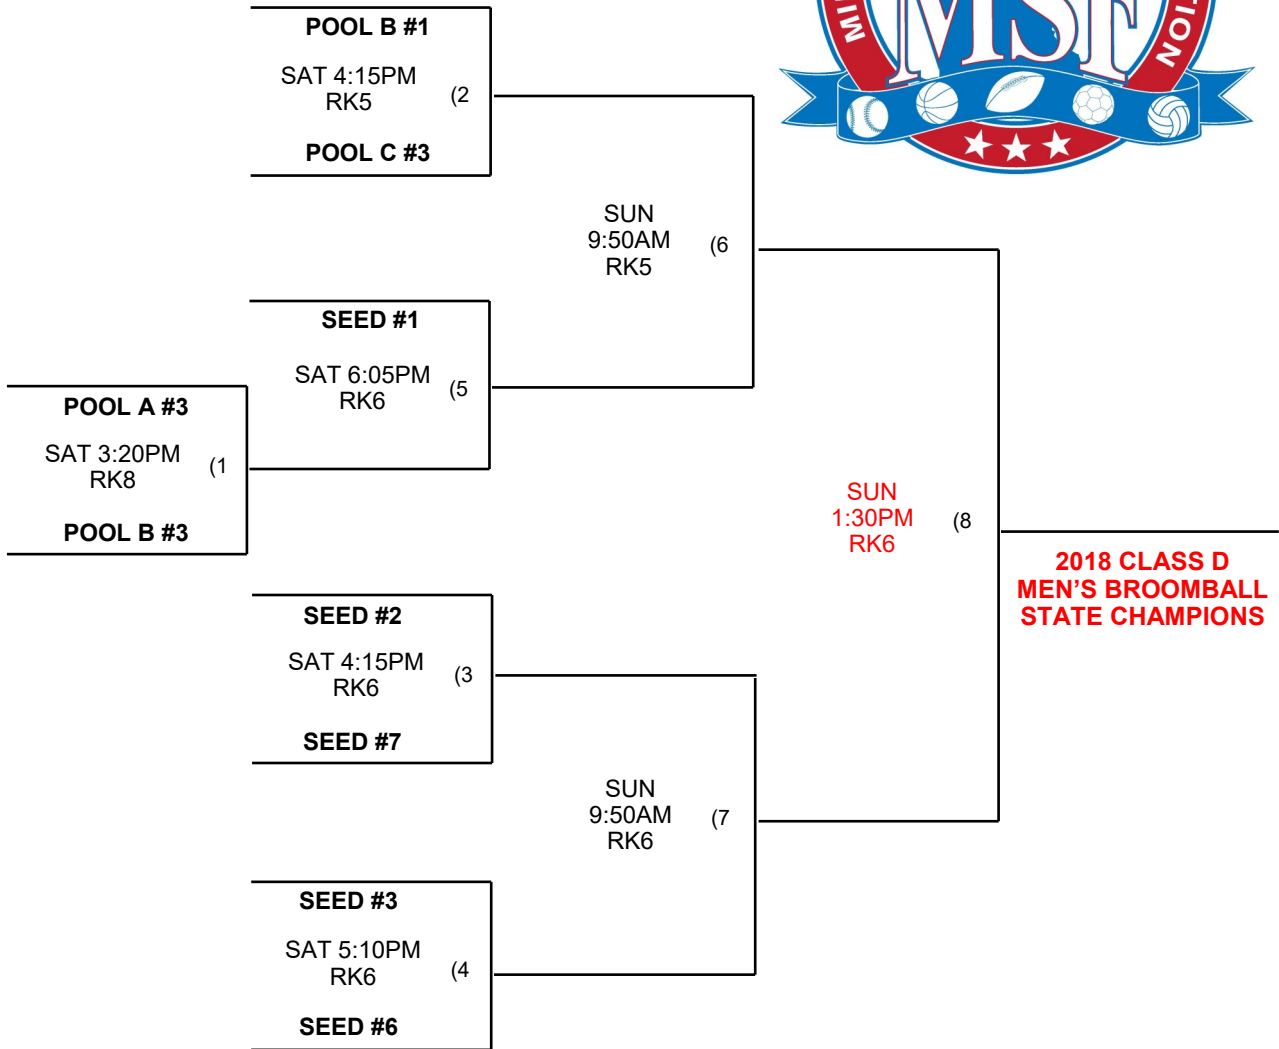 MSF
POOL B #1
SAT 4:15PM
RK5
(2
POOL C #3
SUN
9:50AM
RK5
(6
SEED #1
SAT 6:05PM
RK6
(5
POOL A #3
SAT 3:20PM
RK8
(1
POOL B #3
SUN
1:30PM
RK6
(8
2018 CLASS D
MEN'S BROOMBALL
STATE CHAMPIONS
SEED #2
SAT 4:15PM
RK6
(3
SEED #7
SUN
9:50AM
RK6
(7
SEED #3
SAT 5:10PM
RK6
(4
SEED #6